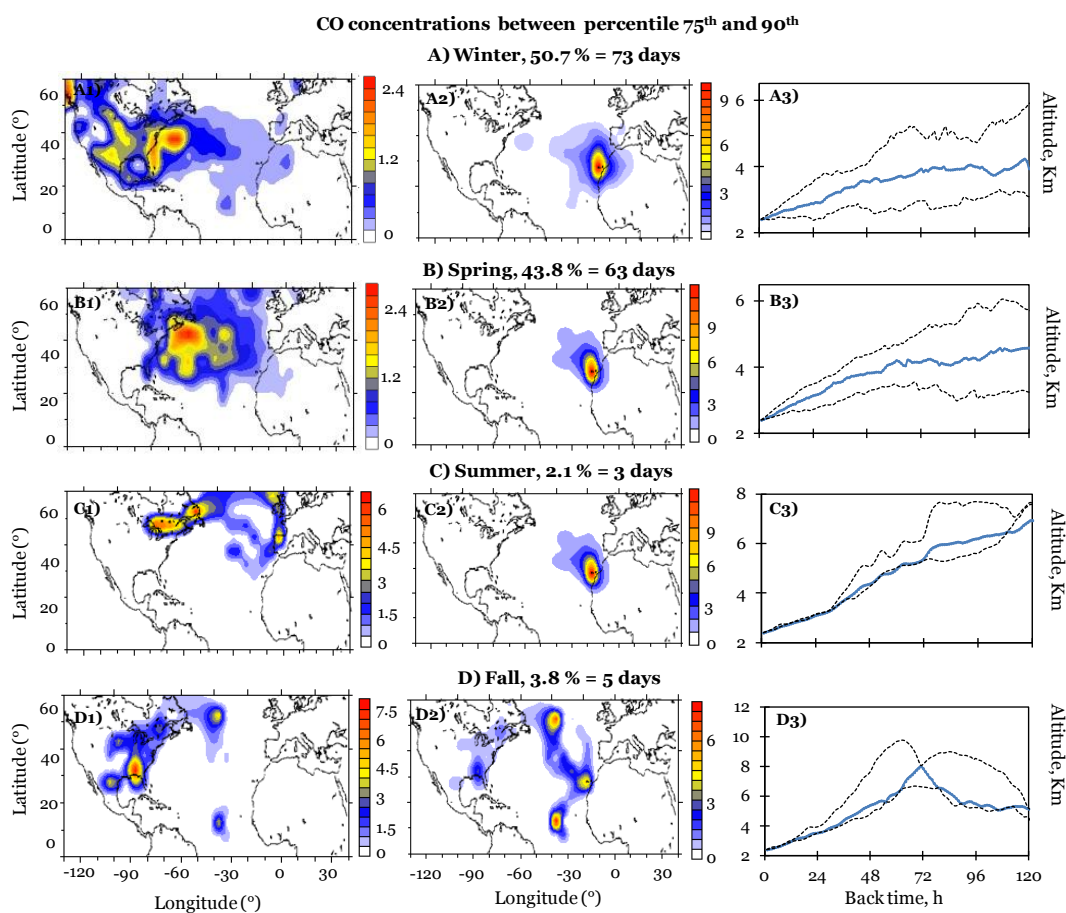 CO concentrations between percentile 75th and 90th
A) Winter, 50.7 % = 73 days
Latitude (°)
60
40
20
0
A1)
2.4
1.2
0
A2)
9
6
3
A3)
6
4
2
Altitude, Km
B) Spring, 43.8 % = 63 days
Latitude (°)
60
40
20
0
B1)
2.4
1.2
0
B2)
9
6
3
0
B3)
6
4
2
Altitude, Km
C) Summer, 2.1 % = 3 days
Latitude (°)
60
40
20
0
C1)
6
4.5
3
1.5
0
C2)
9
6
3
0
C3)
8
6
4
2
Altitude, Km
D) Fall, 3.8 % = 5 days
Latitude (°)
60
40
20
0
D1)
7.5
6
4.5
3
1.5
0
D2)
6
3
0
D3)
12
10
8
6
4
2
Altitude, Km
-120 -90 -60 -30 0 30
Longitude (°)
-120 -90 -60 -30 0 30
Longitude (°)
0 24 48 72 96 120
Back time, h